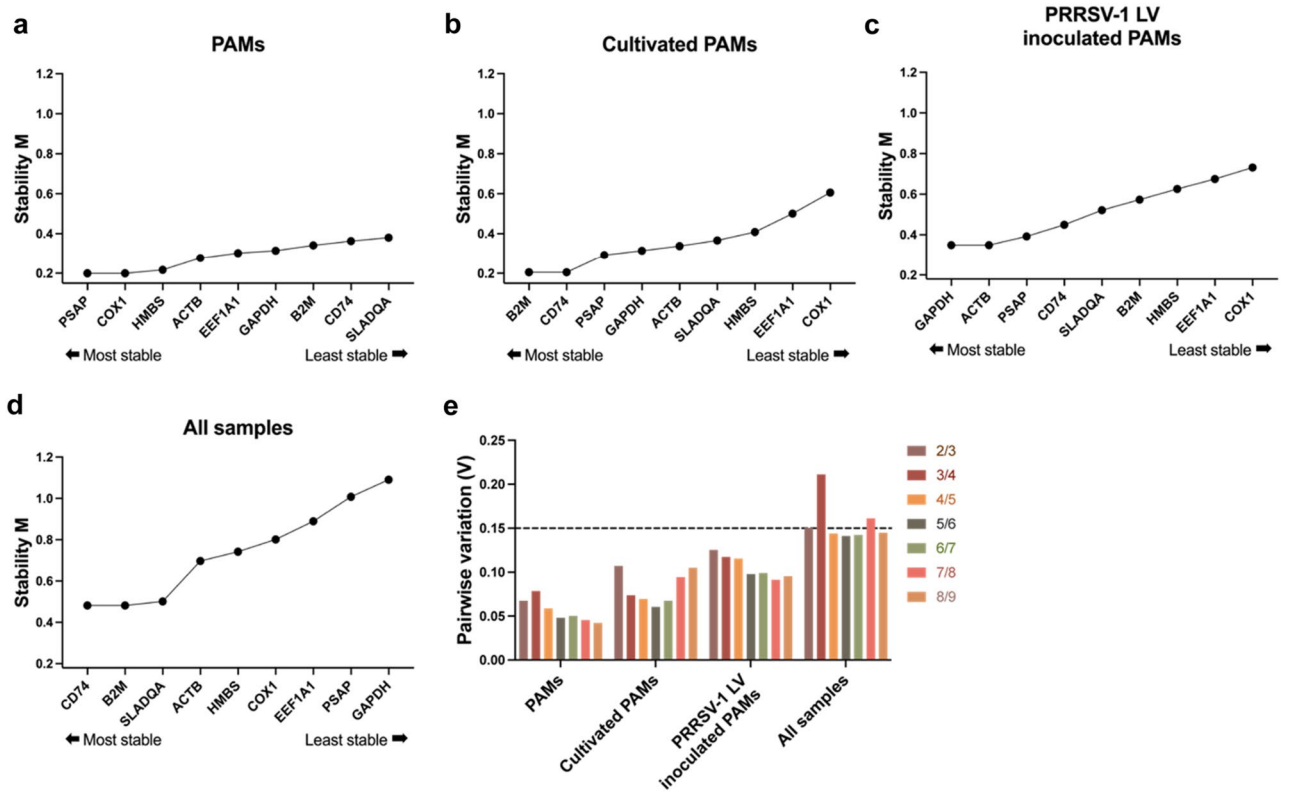 a
PAMs
Stability M
1.2
1.0
0.8
0.6
0.4
0.2
PSAP
COX1
HMBS
ACTB
EEF1A1
GAPDH
B2M
CD74
SLADQA
Most stable
Least stable
b
Cultivated PAMs
Stability M
1.2
1.0
0.8
0.6
0.4
0.2
B2M
CD74
PSAP
GAPDH
ACTB
SLADQA
HMBS
EEF1A1
COX1
Most stable
Least stable
c
PRRSV-1 LV
inoculated PAMs
Stability M
1.2
1.0
0.8
0.6
0.4
0.2
GAPDH
ACTB
PSAP
CD74
SLADQA
B2M
HMBS
EEF1A1
COX1
Most stable
Least stable
d
All samples
Stability M
1.2
1.0
0.8
0.6
0.4
0.2
CD74
B2M
SLADQA
ACTB
HMBS
COX1
EEF1A1
PSAP
GAPDH
Most stable
Least stable
e
Pairwise variation (V)
0.25
0.20
0.15
0.10
0.05
0.00
PAMs
Cultivated PAMs
PRRSV-1 LV
inoculated PAMs
All samples
2/3
3/4
4/5
5/6
6/7
7/8
8/9